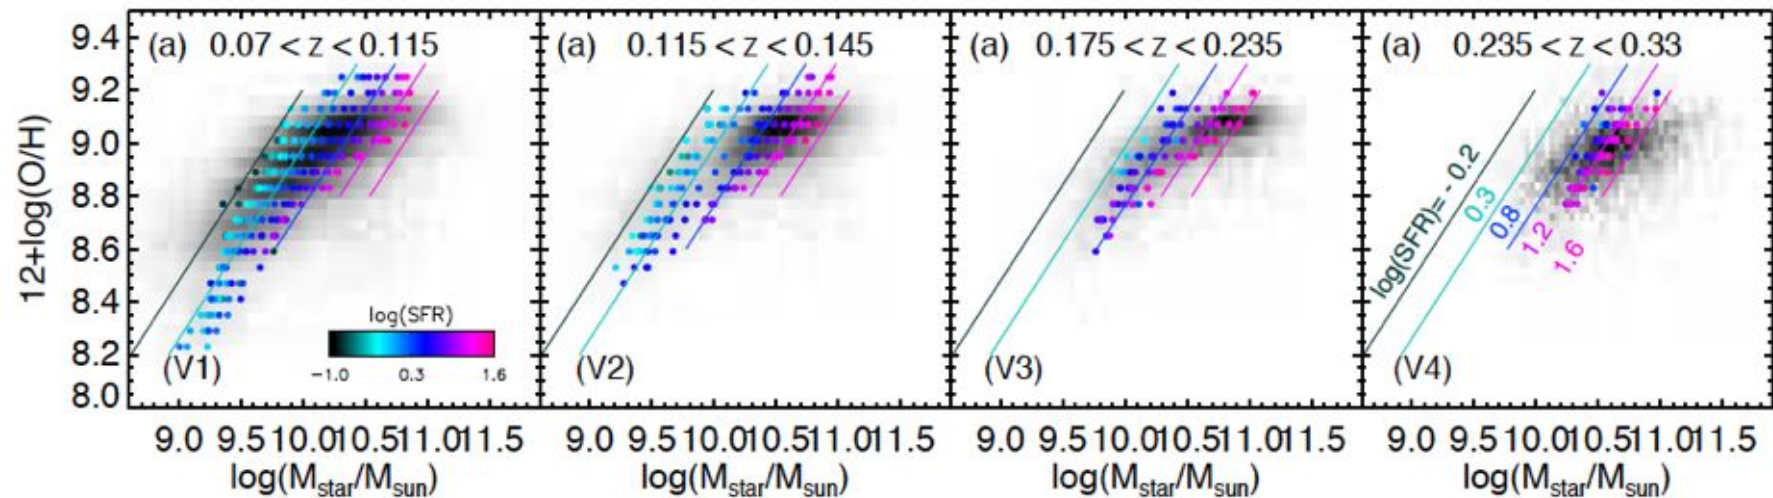 (a) 0.07 < z < 0.115
(a) 0.115 < z < 0.145
(a) 0.175 < z < 0.235
(a) 0.235 < z < 0.33
9.4
9.2
9.0
8.8
8.6
8.4
8.2
8.0
12+log(O/H)
log(SFR)
-1.0 0.3 1.6
log(SFR)= - 0.2
0.3
0.8
1.2
1.6
(V1)
(V2)
(V3)
(V4)
9.0 9.5 10.0 10.5 11.0 11.5
9.0 9.5 10.0 10.5 11.0 11.5
9.0 9.5 10.0 10.5 11.0 11.5
9.0 9.5 10.0 10.5 11.0 11.5
log(Mstar/Msun)
log(Mstar/Msun)
log(Mstar/Msun)
log(Mstar/Msun)